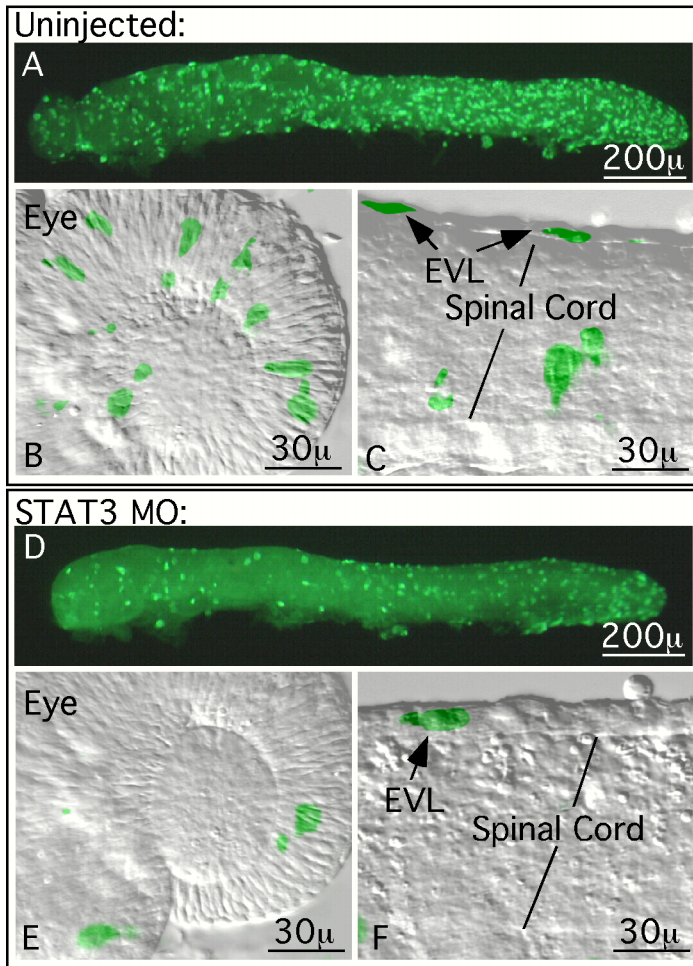 Uninjected:
A
200μ
Eye
B
30μ
EVL
Spinal Cord
C
30μ
STAT3 MO:
D
200μ
Eye
E
30μ
EVL
Spinal Cord
F
30μ